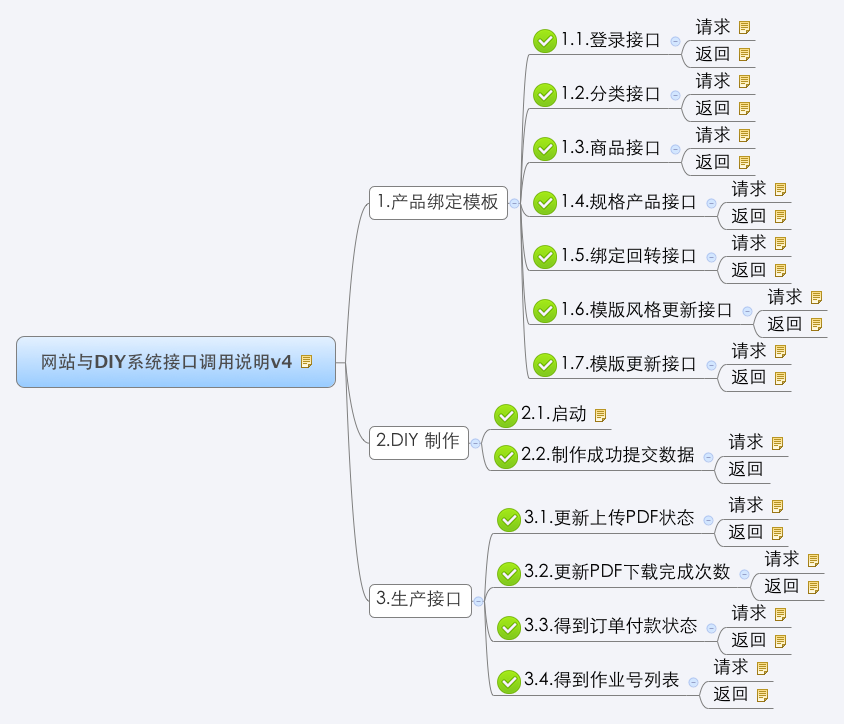 网站与DIY系统接口调用说明v4
1.产品绑定模板
1.1.登录接口
请求
返回
1.2.分类接口
请求
返回
1.3.商品接口
请求
返回
1.4.规格产品接口
请求
返回
1.5.绑定回转接口
请求
返回
1.6.模版风格更新接口
请求
返回
1.7.模版更新接口
请求
返回
2.DIY 制作
2.1.启动
2.2.制作成功提交数据
请求
返回
3.生产接口
3.1.更新上传PDF状态
请求
返回
3.2.更新PDF下载完成次数
请求
返回
3.3.得到订单付款状态
请求
返回
3.4.得到作业号列表
请求
返回